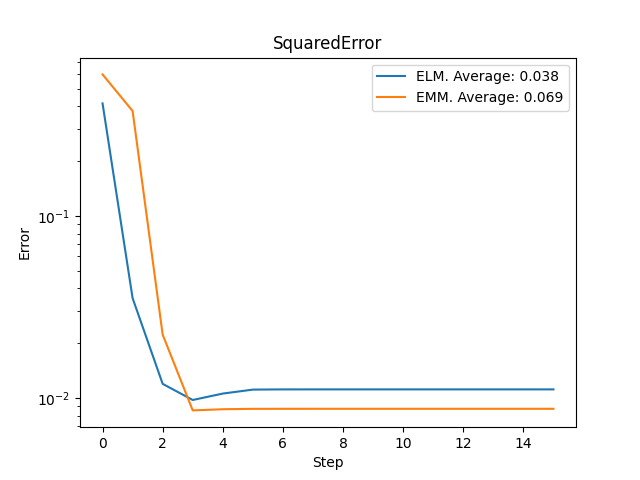 SquaredError
ELM. Average: 0.038
EMM. Average: 0.069
Error
10⁻¹
10⁻²
0 2 4 6 8 10 12 14
Step